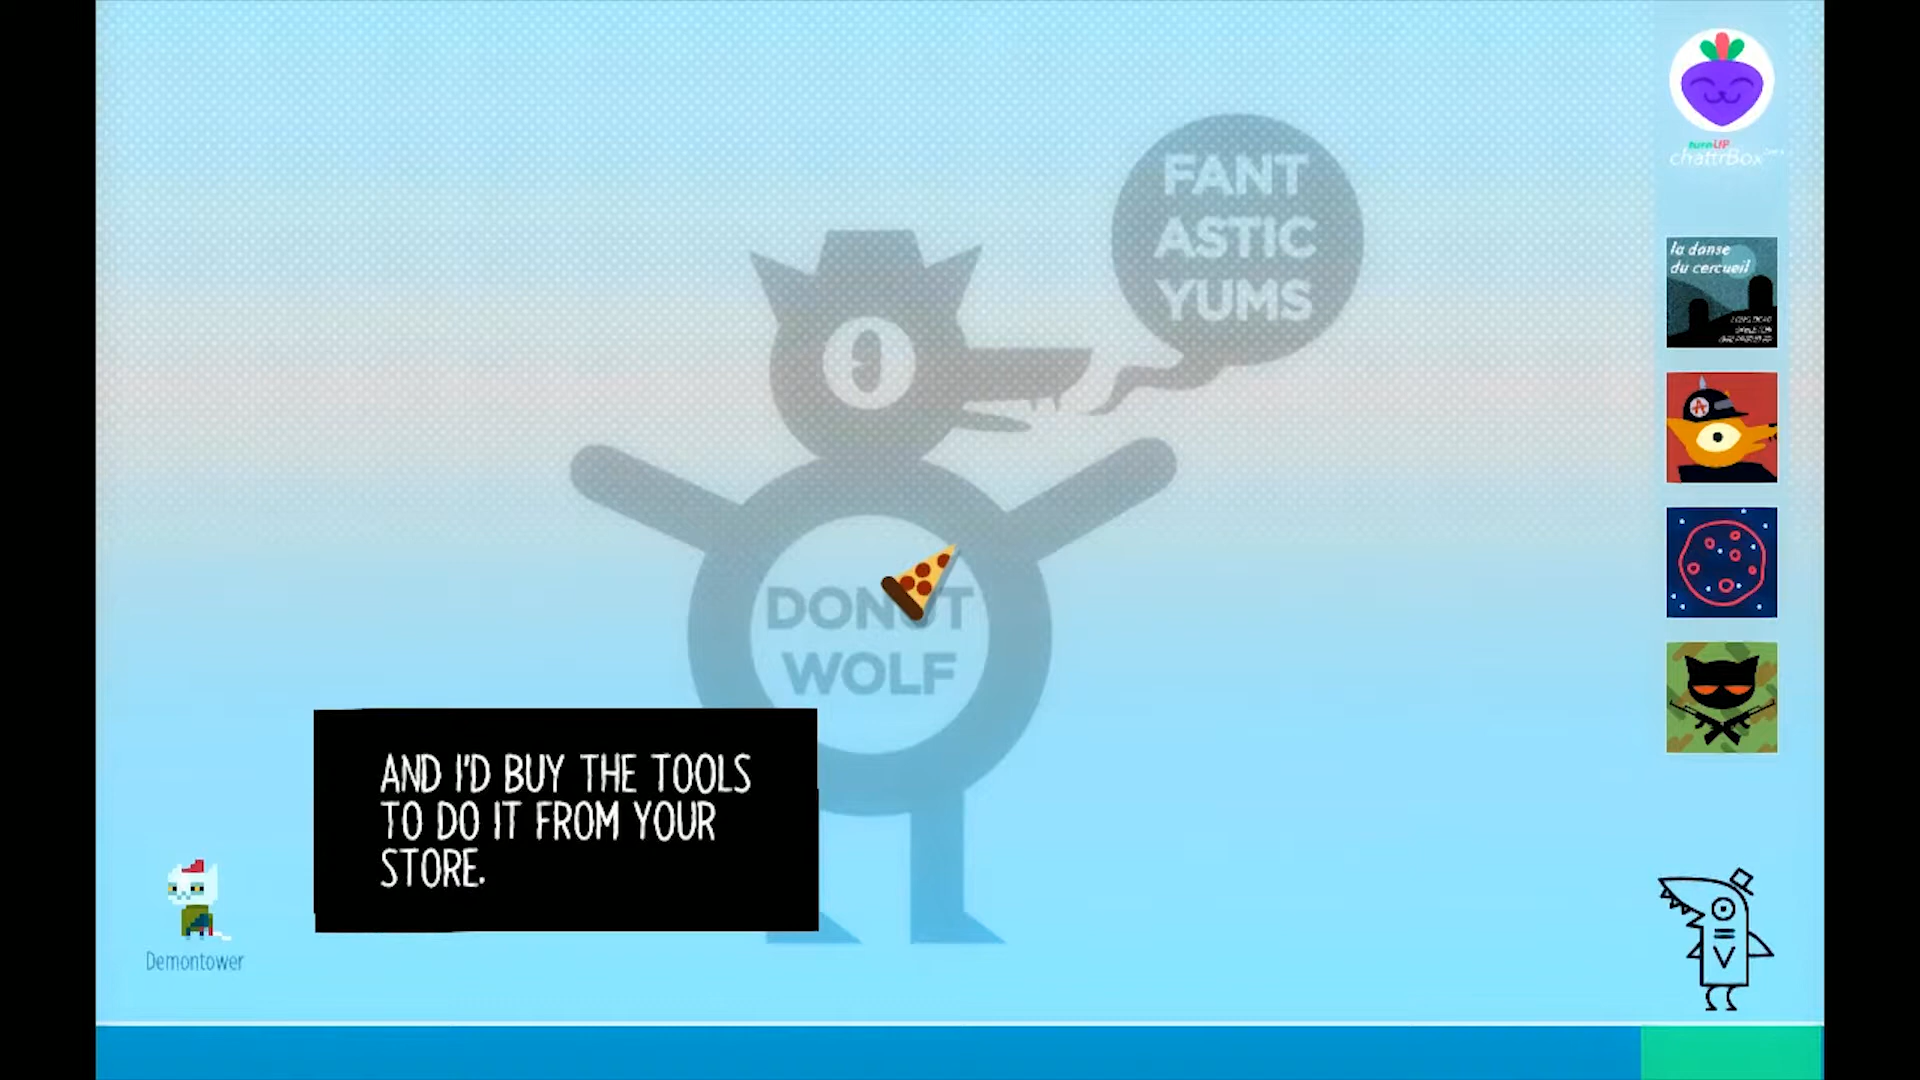 FANT
ASTIC
YUMS
turnUP
chattrBox
la danse
du cercueil
A
DONUT
WOLF
AND I'D BUY THE TOOLS
TO DO IT FROM YOUR
STORE.
Demontower